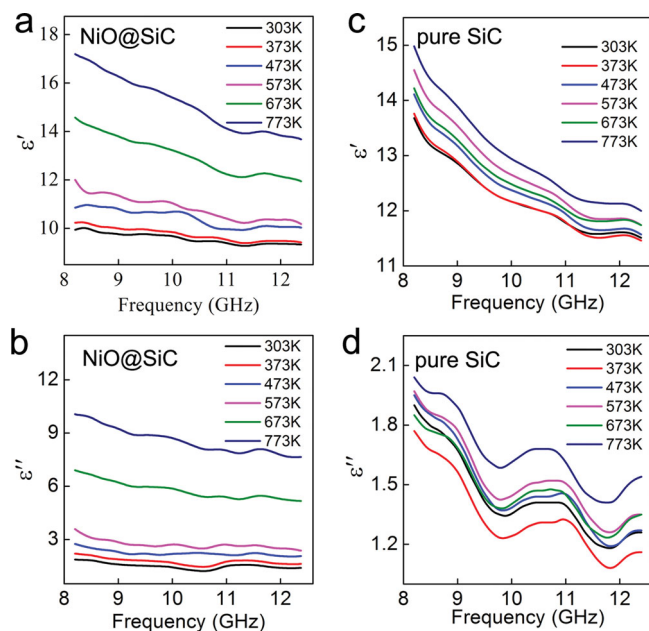 a
NiO@SiC
303K
373K
473K
573K
673K
773K
18
16
14
12
10
ε′
8 9 10 11 12
Frequency (GHz)
c
pure SiC
303K
373K
473K
573K
673K
773K
15
14
13
12
11
ε′
8 9 10 11 12
Frequency (GHz)
b
NiO@SiC
303K
373K
473K
573K
673K
773K
12
9
6
3
ε″
8 9 10 11 12
Frequency (GHz)
d
pure SiC
303K
373K
473K
573K
673K
773K
2.1
1.8
1.5
1.2
ε″
8 9 10 11 12
Frequency (GHz)